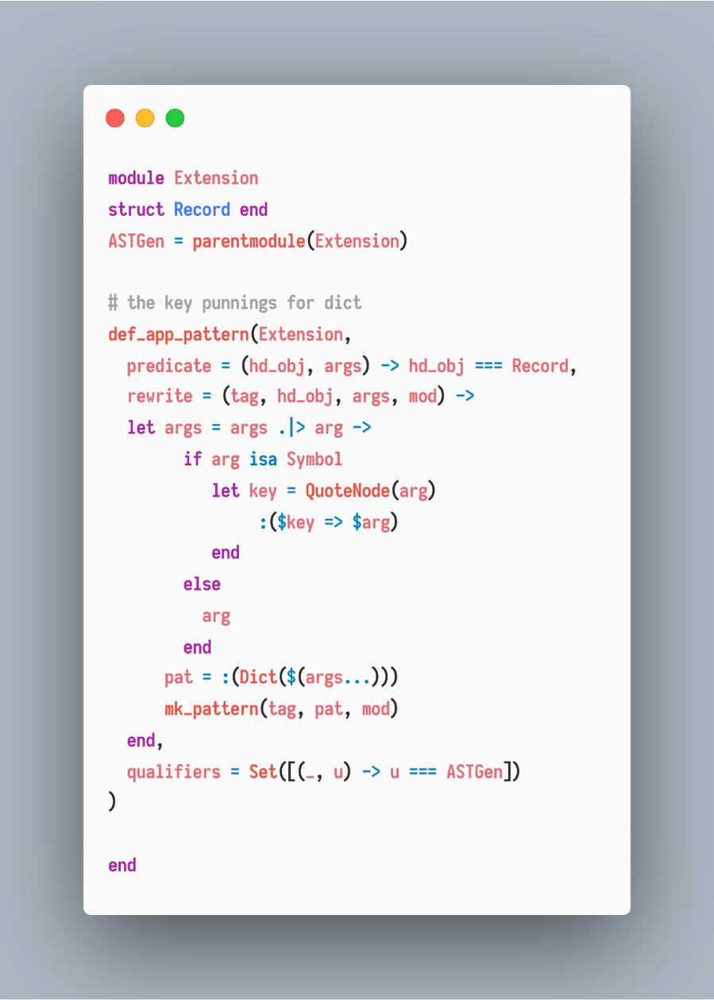 module Extension
struct Record end
ASTGen = parentmodule(Extension)

# the key punnings for dict
def_app_pattern(Extension,
  predicate = (hd_obj, args) -> hd_obj === Record,
  rewrite = (tag, hd_obj, args, mod) ->
  let args = args .|> arg ->
        if arg isa Symbol
           let key = QuoteNode(arg)
                :($key => $arg)
           end
        else
          arg
        end
      pat = :(Dict($(args...)))
      mk_pattern(tag, pat, mod)
  end,
  qualifiers = Set([(_, u) -> u === ASTGen])
)

end